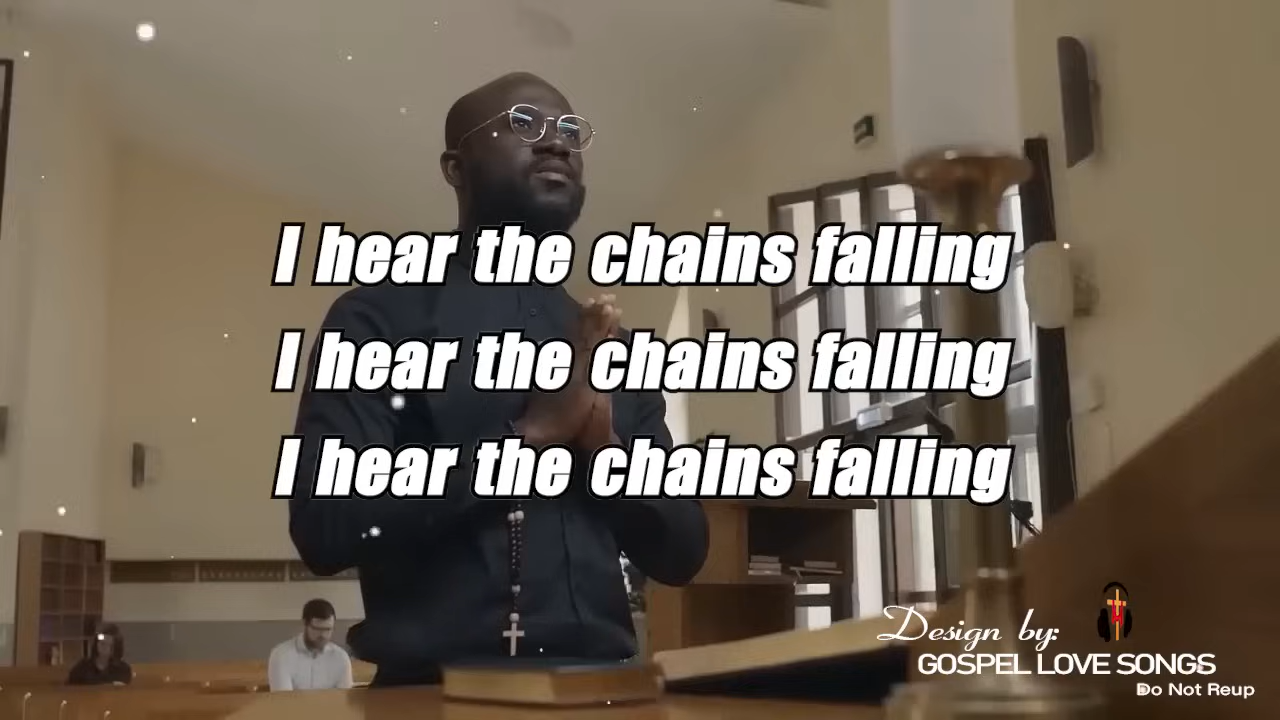 I hear the chains falling
I hear the chains falling
I hear the chains falling
Design by:
GOSPEL LOVE SONGS
Do Not Reup